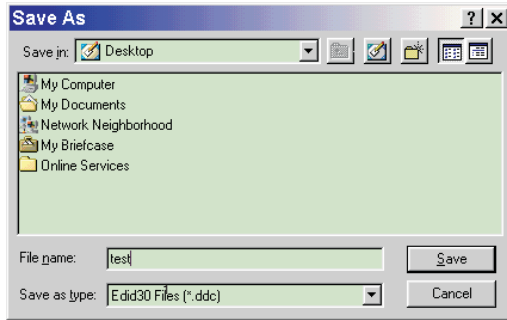 Save As
Save in: Desktop
My Computer
My Documents
Network Neighborhood
My Briefcase
Online Services
File name: test Save
Save as type: Edid30 Files (*.ddc) Cancel